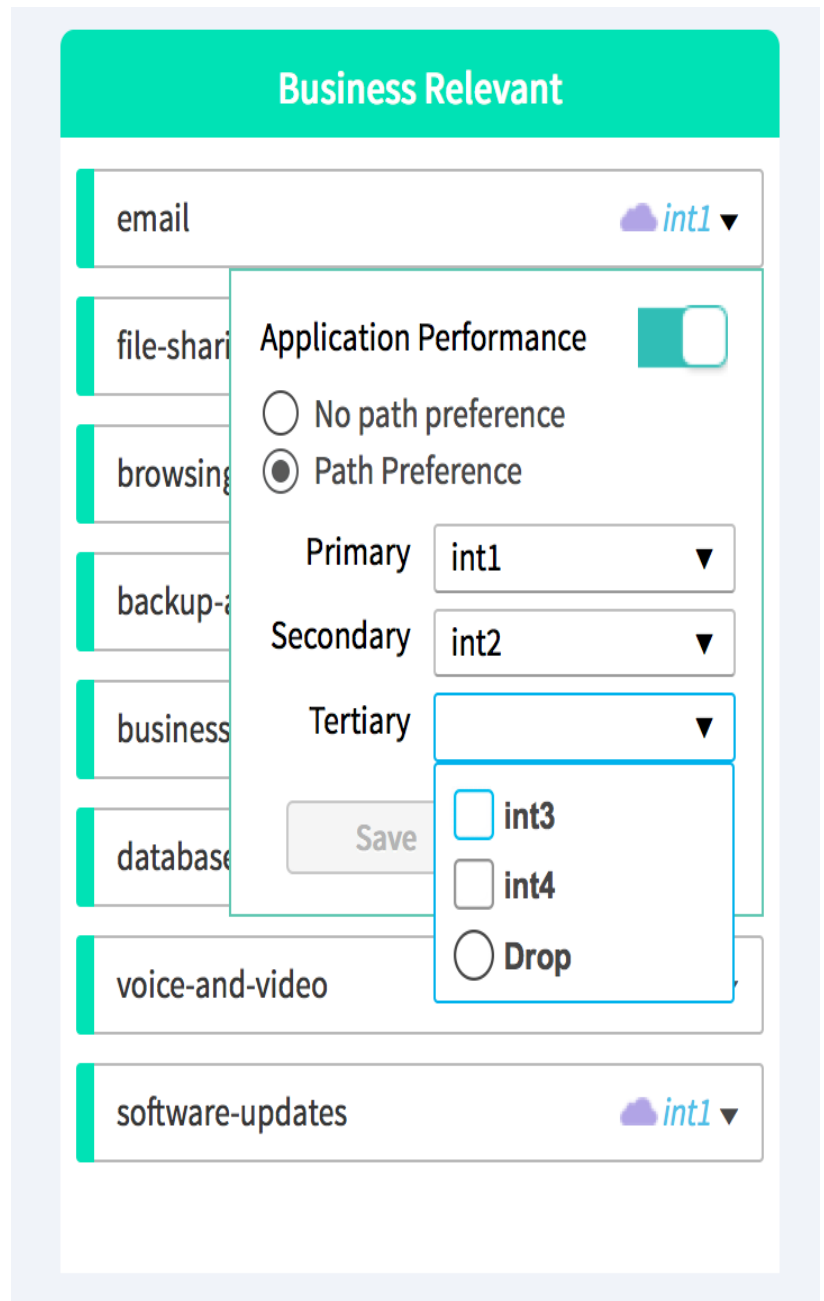 Business Relevant
email int1
file-shari
Application Performance
No path preference
browsing
Path Preference
Primary int1
backup-a
Secondary int2
business
Tertiary
int3
Save
database
int4
Drop
voice-and-video
software-updates int1